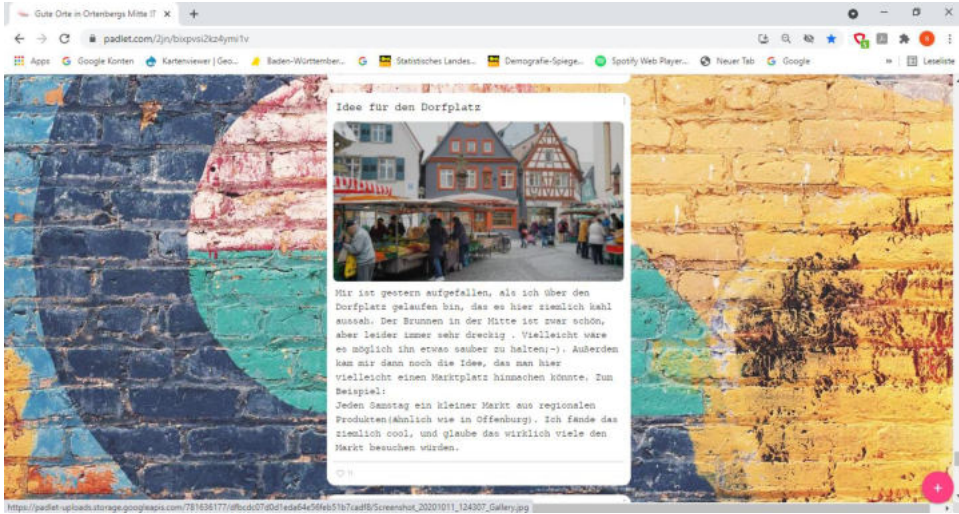 Gute Orte in Ortenbergs Mitte
padlet.com/2jn/bixpvsi2kz4ymi1v
Apps Google Konten Kartenviewer | Geo... Baden-Württember... Statistisches Landes... Demografie-Spiege... Spotify Web Player... Neuer Tab Google Leseliste
Idee für den Dorfplatz
Mir ist gestern aufgefallen, als ich über den
Dorfplatz gelaufen bin, das es hier ziemlich kahl
aussah. Der Brunnen in der Mitte ist zwar schön,
aber leider immer sehr dreckig . Vielleicht wäre
es möglich ihn etwas sauber zu halten;-). Außerdem
kam mir dann noch die Idee, das man hier
vielleicht einen Marktplatz hinmachen könnte. Zum
Beispiel:
Jeden Samstag ein kleiner Markt aus regionalen
Produkten(ähnlich wie in Offenburg). Ich fände das
ziemlich cool, und glaube das wirklich viele den
Markt besuchen würden.
https://padlet-uploads.storage.googleapis.com/781636177/dfbcdc07d0d1eda64e56feb51b7cadf8/Screenshot_20201011_124307_Gallery.jpg